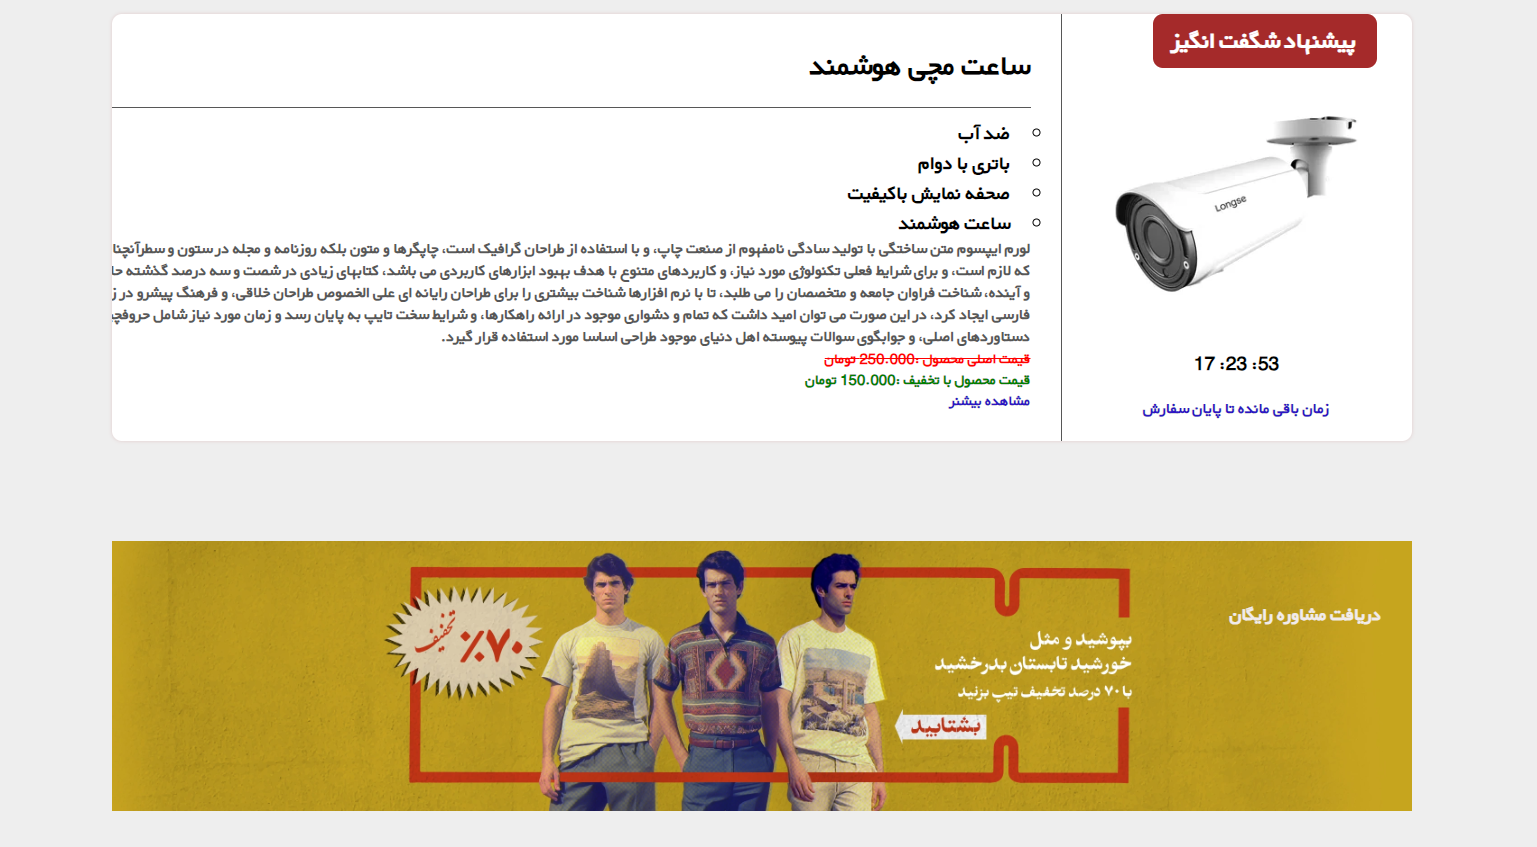 پیشنهاد شگفت انگیز
Longse
17 :23 :53
زمان باقی مانده تا پایان سفارش
ساعت مچی هوشمند
ضد آب
باتری با دوام
صحفه نمایش باکیفیت
ساعت هوشمند
لورم ایپسوم متن ساختگی با تولید سادگی نامفهوم از صنعت چاپ، و با استفاده از طراحان گرافیک است، چاپگرها و متون بلکه روزنامه و مجله در ستون و سطرآنچنا
که لازم است، و برای شرایط فعلی تکنولوژی مورد نیاز، و کاربردهای متنوع با هدف بهبود ابزارهای کاربردی می باشد، کتابهای زیادی در شصت و سه درصد گذشته حا
و آینده، شناخت فراوان جامعه و متخصصان را می طلبد، تا با نرم افزارها شناخت بیشتری را برای طراحان رایانه ای علی الخصوص طراحان خلاقی، و فرهنگ پیشرو در ز
فارسی ایجاد کرد، در این صورت می توان امید داشت که تمام و دشواری موجود در ارائه راهکارها، و شرایط سخت تایپ به پایان رسد و زمان مورد نیاز شامل حروفچی
دستاوردهای اصلی، و جوابگوی سوالات پیوسته اهل دنیای موجود طراحی اساسا مورد استفاده قرار گیرد.
قیمت اصلی محصول :250.000 تومان
قیمت محصول با تخفیف :150.000 تومان
مشاهده بیشنر
دریافت مشاوره رایگان
بپوشید و مثل
خورشید تابستان بدرخشید
با ۷۰ درصد تخفیف تیپ بزنید
بشتابید
۷۰٪ تخفیف